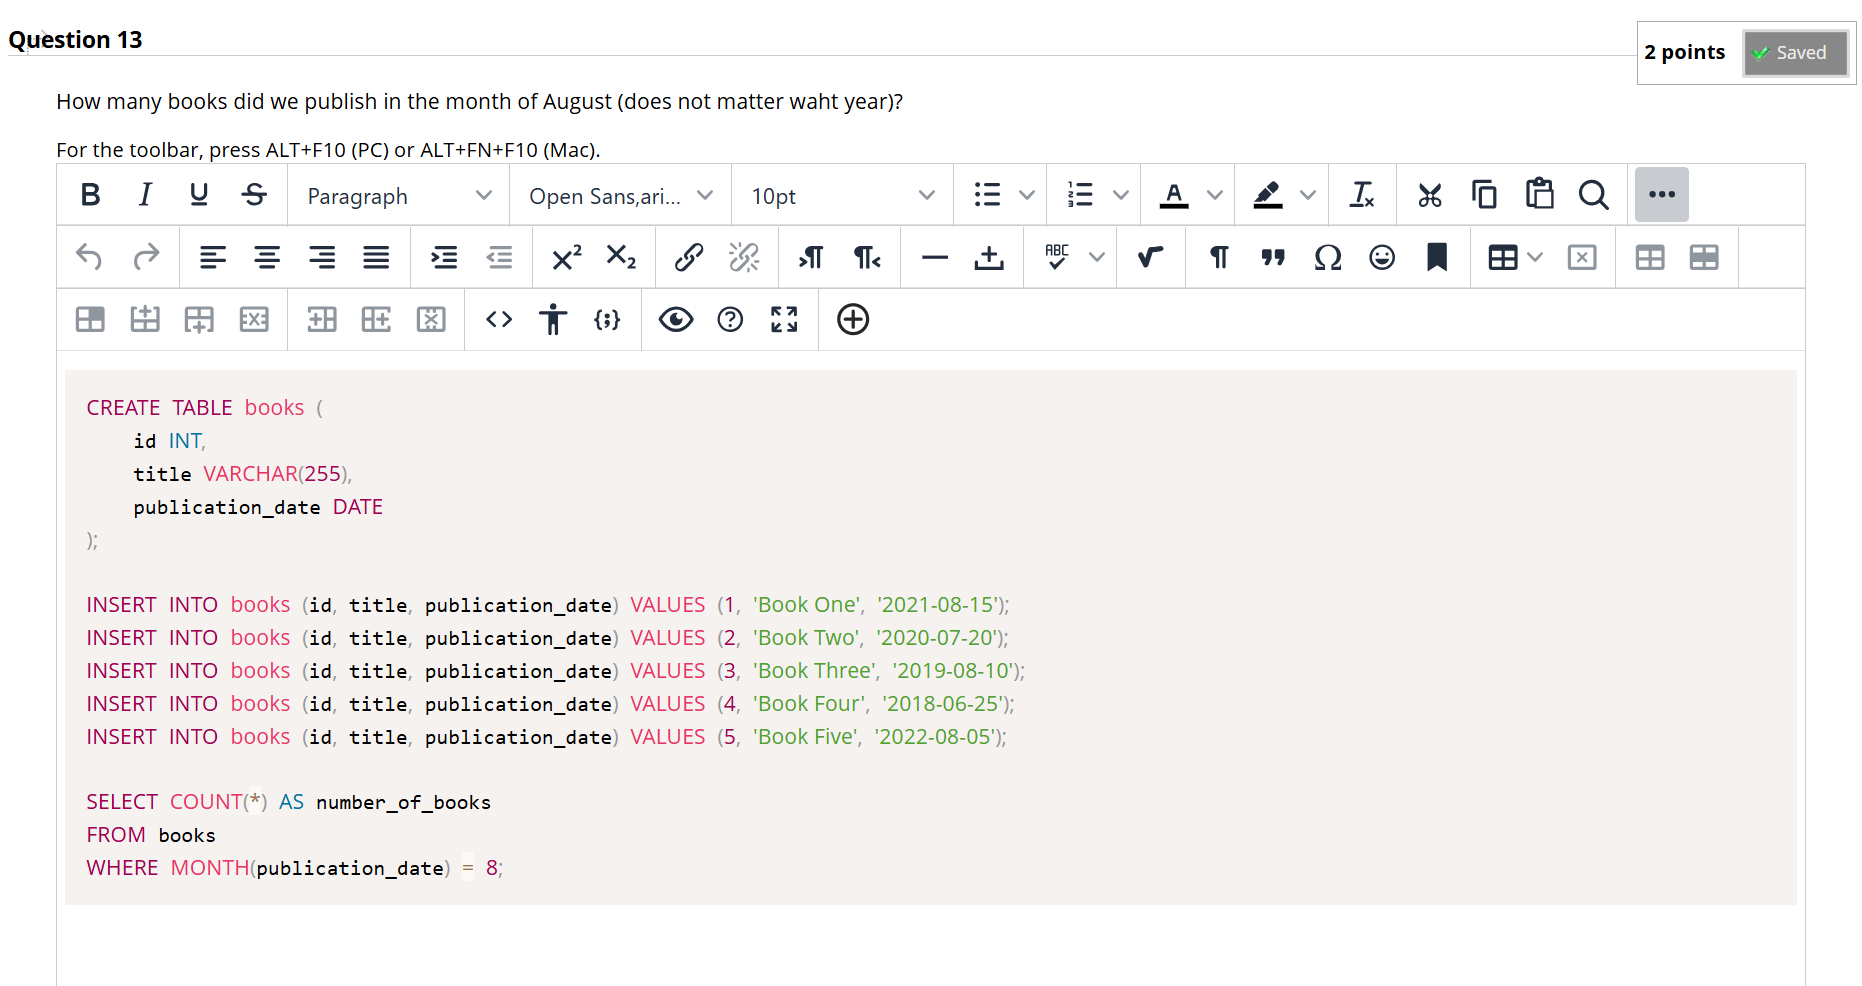 Question 13
2 points
Saved
How many books did we publish in the month of August (does not matter waht year)?
For the toolbar, press ALT+F10 (PC) or ALT+FN+F10 (Mac).
B I U S Paragraph Open Sans,ari... 10pt A
ABC
CREATE TABLE books (
    id INT,
    title VARCHAR(255),
    publication_date DATE
);
INSERT INTO books (id, title, publication_date) VALUES (1, 'Book One', '2021-08-15');
INSERT INTO books (id, title, publication_date) VALUES (2, 'Book Two', '2020-07-20');
INSERT INTO books (id, title, publication_date) VALUES (3, 'Book Three', '2019-08-10');
INSERT INTO books (id, title, publication_date) VALUES (4, 'Book Four', '2018-06-25');
INSERT INTO books (id, title, publication_date) VALUES (5, 'Book Five', '2022-08-05');
SELECT COUNT(*) AS number_of_books
FROM books
WHERE MONTH(publication_date) = 8;